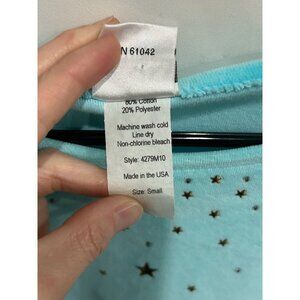 N 61042
80% Cotton
20% Polyester
Machine wash cold
Line dry
Non-chlorine bleach
Style: 4279M10
Made in the USA
Size: Small